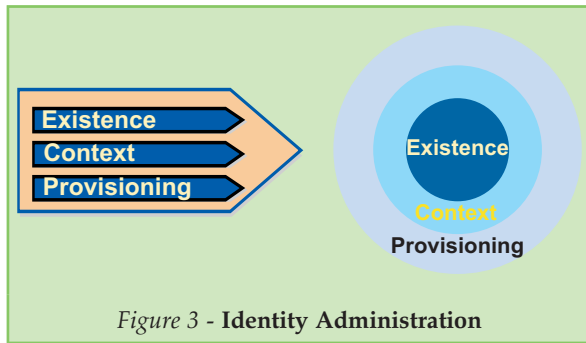 Existence
Context
Provisioning
Existence
Context
Provisioning
Figure 3 - Identity Administration